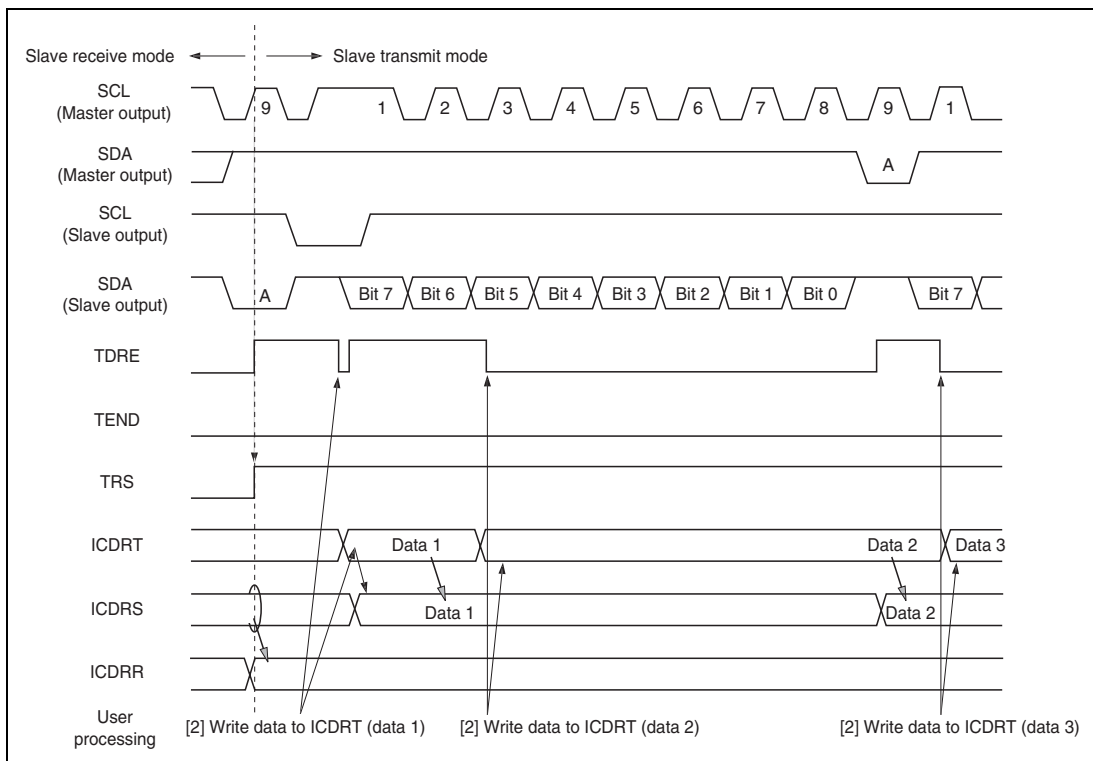 Slave receive mode Slave transmit mode
SCL
(Master output)
9 1 2 3 4 5 6 7 8 9 1
SDA
(Master output)
A
SCL
(Slave output)
SDA
(Slave output)
A Bit 7 Bit 6 Bit 5 Bit 4 Bit 3 Bit 2 Bit 1 Bit 0 Bit 7
TDRE
TEND
TRS
ICDRT
Data 1 Data 2 Data 3
ICDRS
Data 1 Data 2
ICDRR
User
processing
[2] Write data to ICDRT (data 1) [2] Write data to ICDRT (data 2) [2] Write data to ICDRT (data 3)